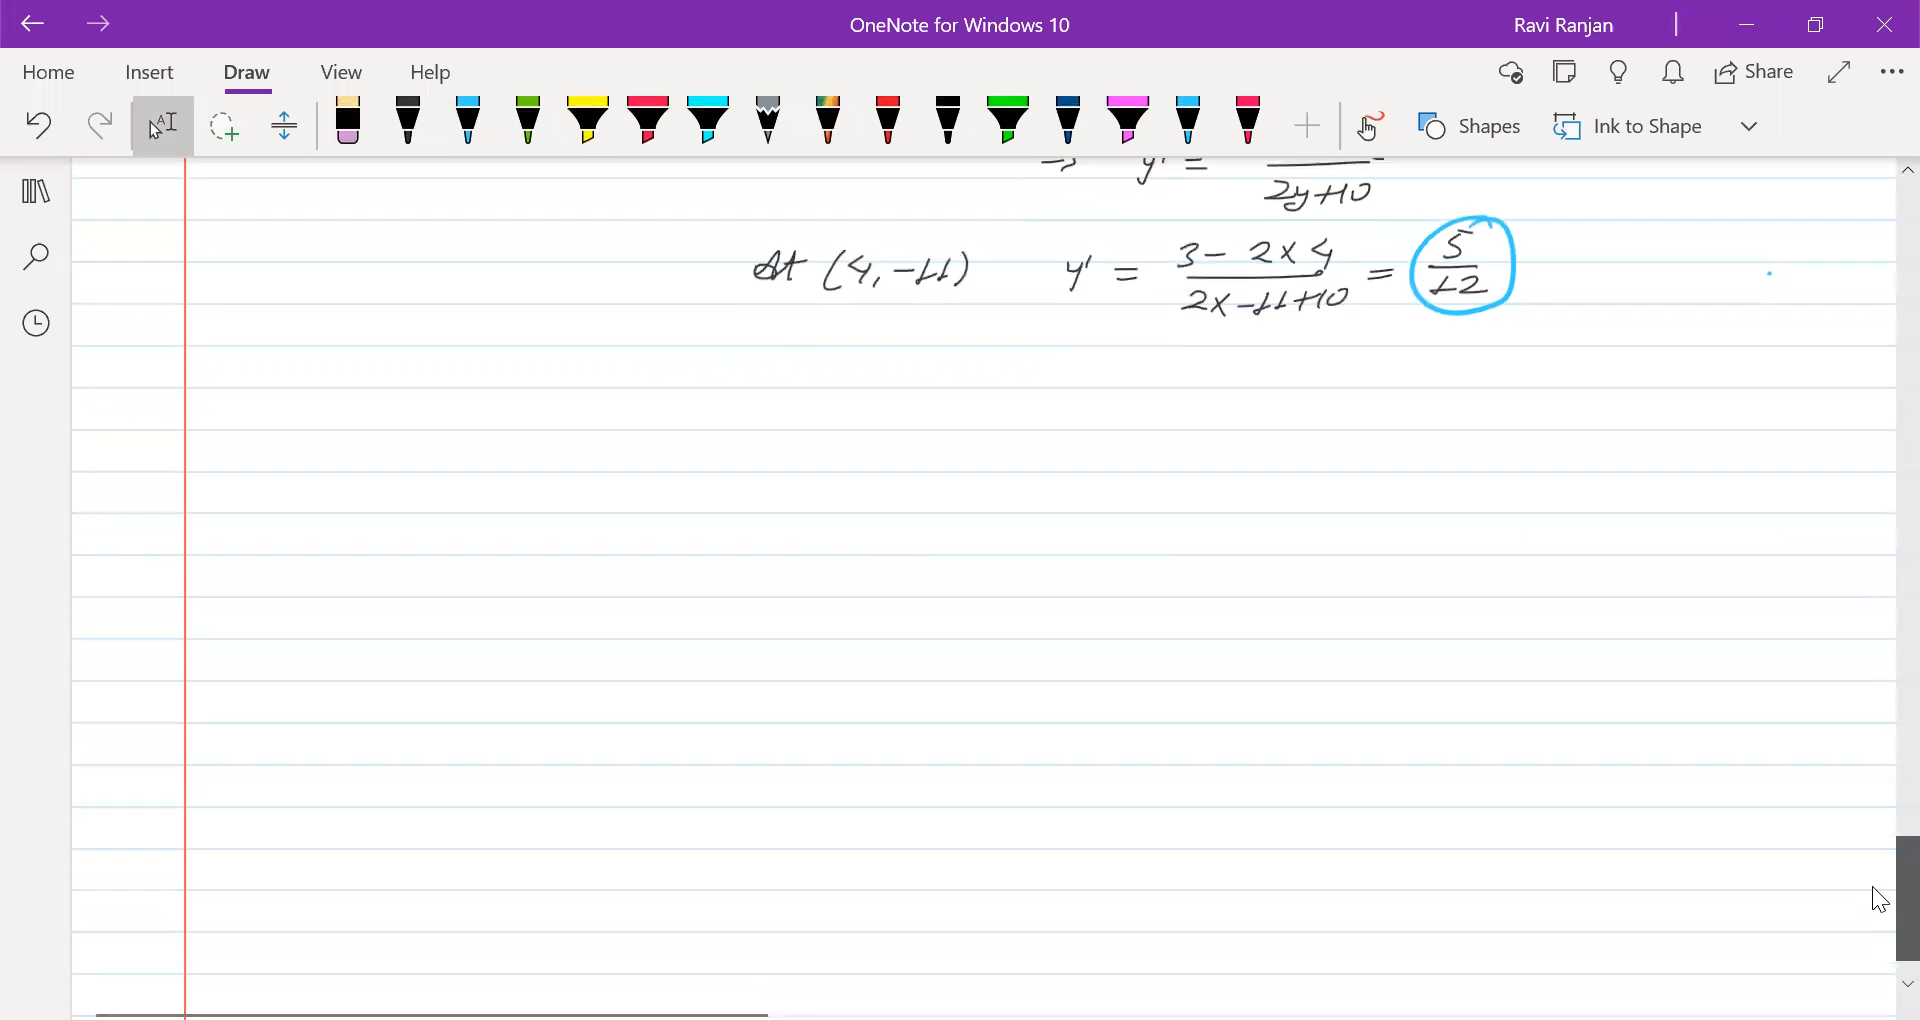 OneNote for Windows 10
Ravi Ranjan
Home Insert Draw View Help
Share
Shapes
Ink to Shape
⇒ y' =
2y+10
At (4, -11) y' = 3 - 2 x 4 / 2x-11+10 = 5/12